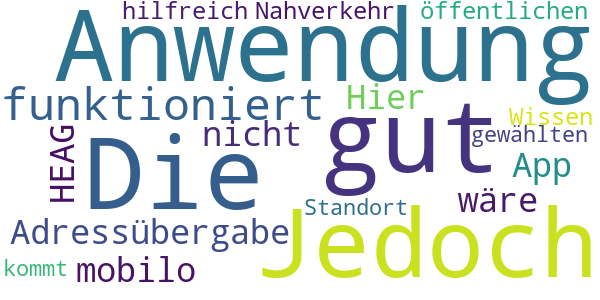 hilfreich Nahverkehr öffentlichen
Anwendung
funktioniert Hier
Wissen
HEAG nicht gut gewählten
Die App
Standort wäre
Adressübergabe Jedoch
kommt mobilo